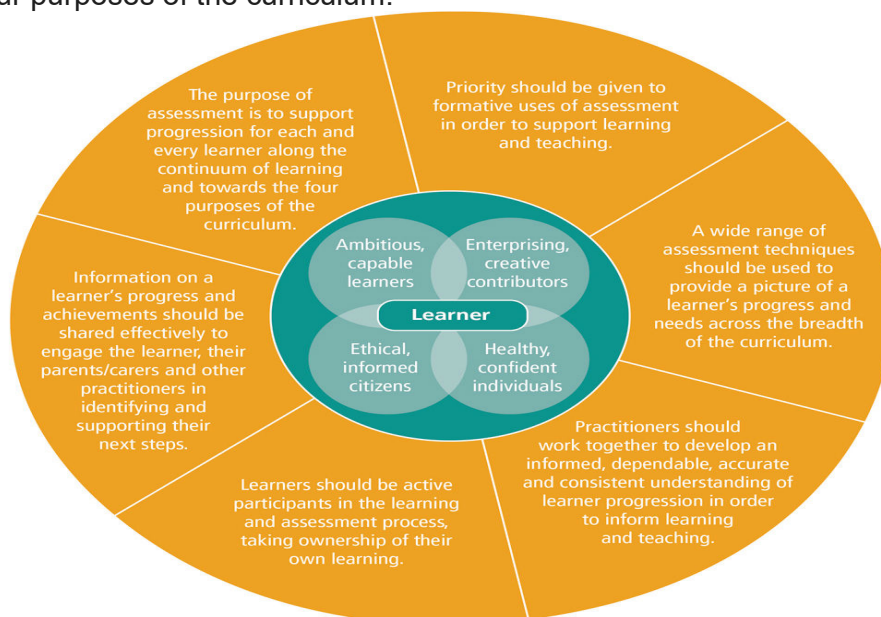 purposes of the curriculum.
The purpose of
assessment is to support
progression for each and
every learner along the
continuum of learning
and towards the four
purposes of the
curriculum.
Priority should be given to
formative uses of assessment
in order to support learning
and teaching.
A wide range of
assessment techniques
should be used to
provide a picture of a
learner's progress and
needs across the breadth
of the curriculum.
Practitioners should
work together to develop an
informed, dependable, accurate
and consistent understanding of
learner progression in order
to inform learning
and teaching.
Learners should be active
participants in the learning
and assessment process,
taking ownership of their
own learning.
Information on a
learner's progress and
achievements should be
shared effectively to
engage the learner, their
parents/carers and other
practitioners in
identifying and
supporting their
next steps.
Ambitious,
capable
learners
Enterprising,
creative
contributors
Learner
Ethical,
informed
citizens
Healthy,
confident
individuals